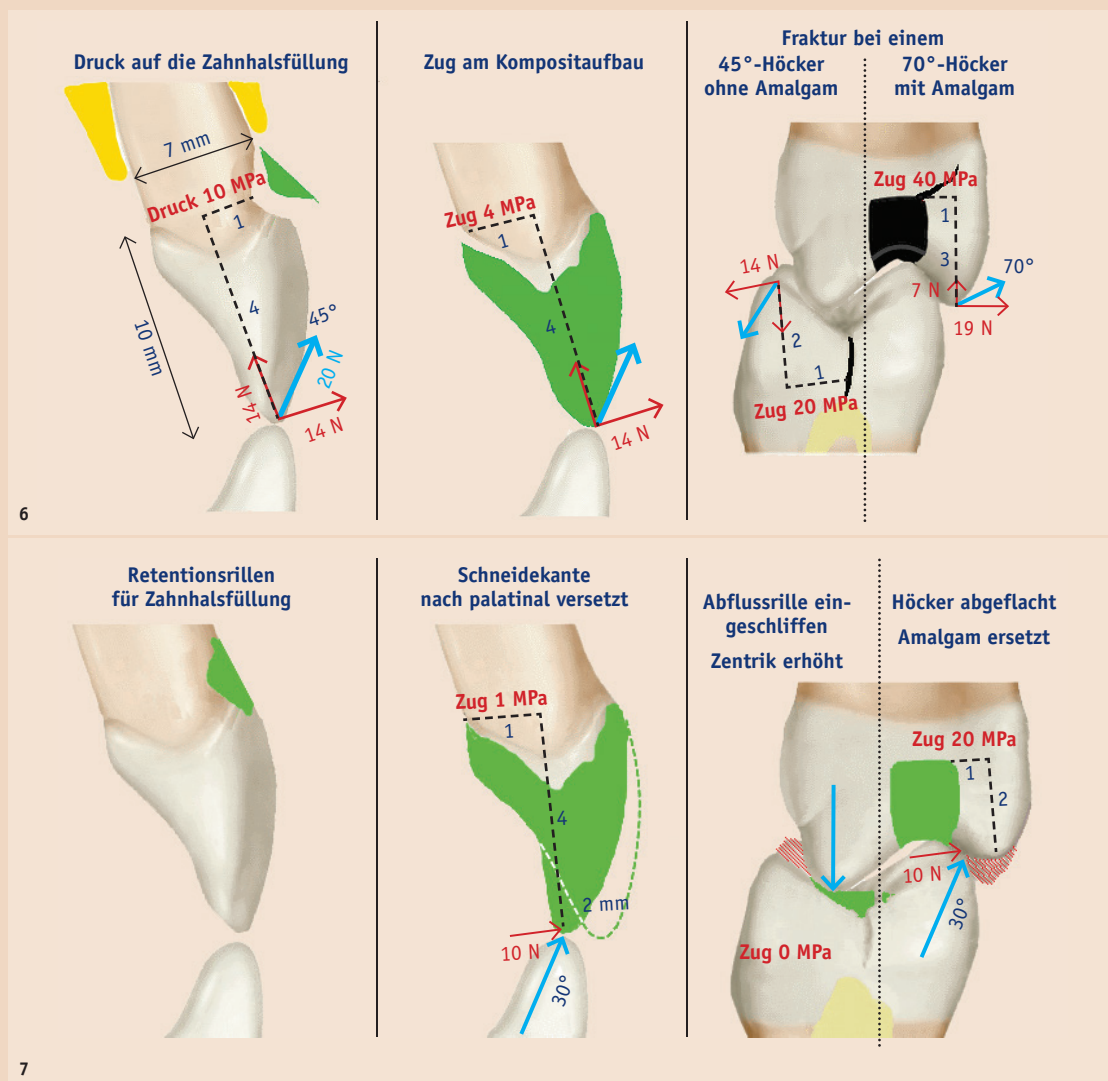 Druck auf die Zahnhalsfüllung
7 mm
Druck 10 MPa
1
10 mm
4
45°
20 N
14 N
14 N
Zug am Kompositaufbau
Zug 4 MPa
1
4
14 N
Fraktur bei einem
45°-Höcker
ohne Amalgam
70°-Höcker
mit Amalgam
Zug 40 MPa
1
3
14 N
7 N
70°
19 N
2
1
Zug 20 MPa
6
Retentionsrillen
für Zahnhalsfüllung
Schneidekante
nach palatinal versetzt
Zug 1 MPa
1
4
2 mm
10 N
30°
Abflussrille ein-
geschliffen
Zentrik erhöht
Höcker abgeflacht
Amalgam ersetzt
Zug 20 MPa
1
2
10 N
30°
Zug 0 MPa
7